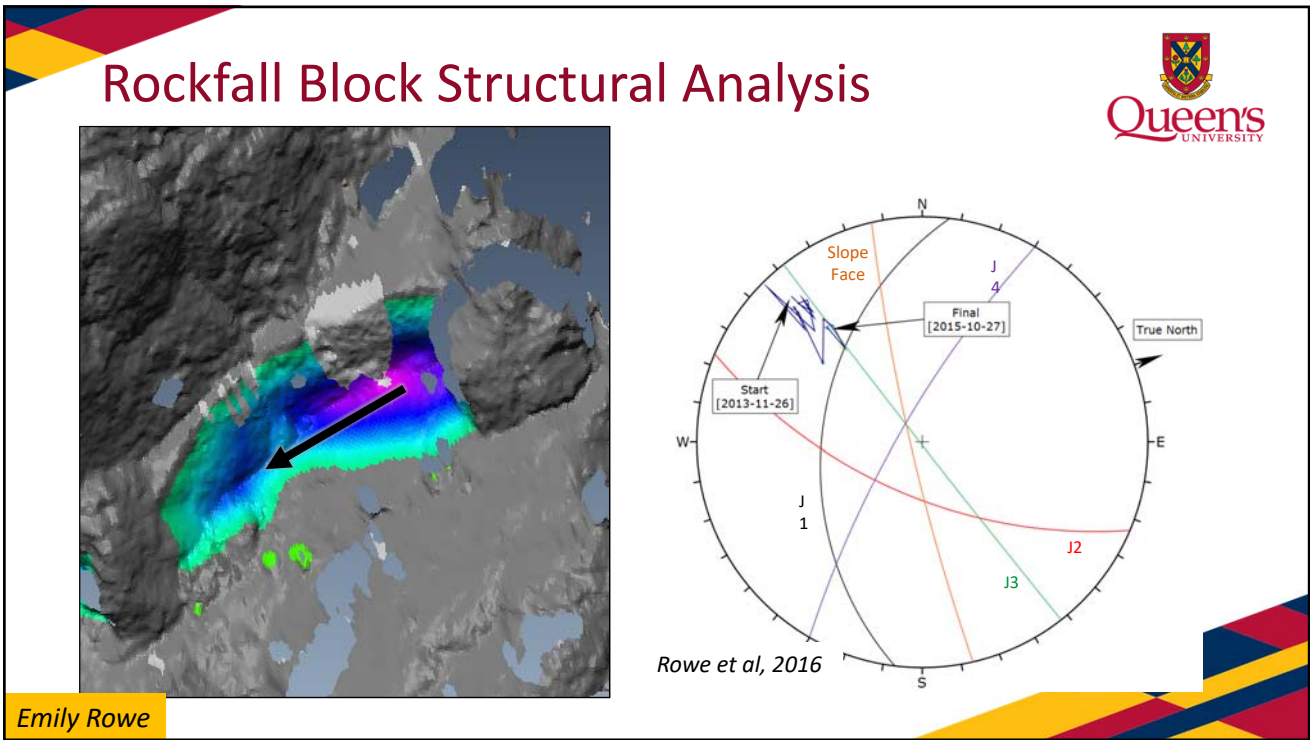 Rockfall Block Structural Analysis
Queen's
UNIVERSITY
N
Slope
Face
J
4
Final
[2015-10-27]
True North
Start
[2013-11-26]
W
E
J
1
J2
J3
Rowe et al, 2016
S
Emily Rowe